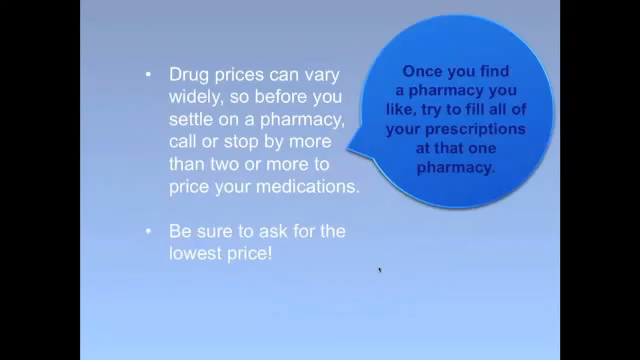 • Drug prices can vary
widely, so before you
settle on a pharmacy,
call or stop by more
than two or more to
price your medications.
• Be sure to ask for the
lowest price!
Once you find
a pharmacy you
like, try to fill all of
your prescriptions
at that one
pharmacy.